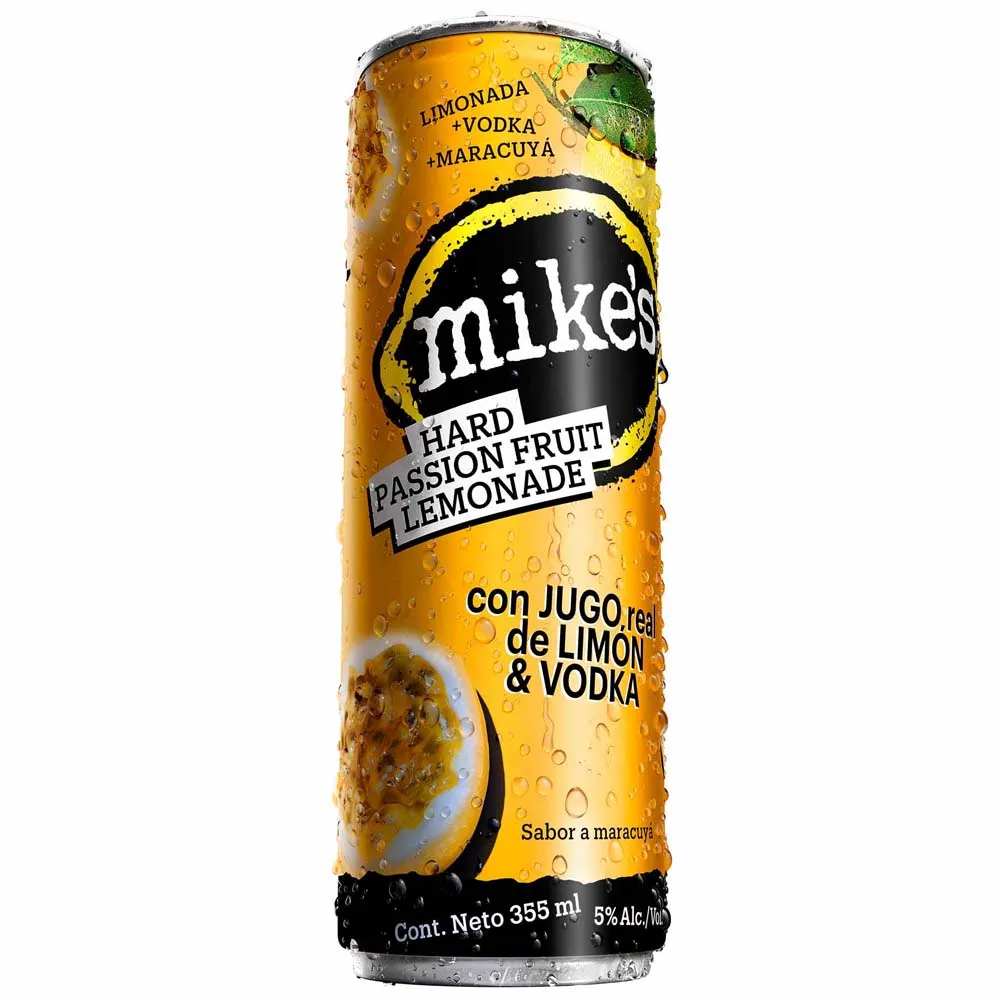 LIMONADA
+VODKA
+MARACUYÁ
mike's
HARD
PASSION FRUIT
LEMONADE
con JUGO real
de LIMÓN
& VODKA
Sabor a maracuyá
Cont. Neto 355 ml 5% Alc./Vol